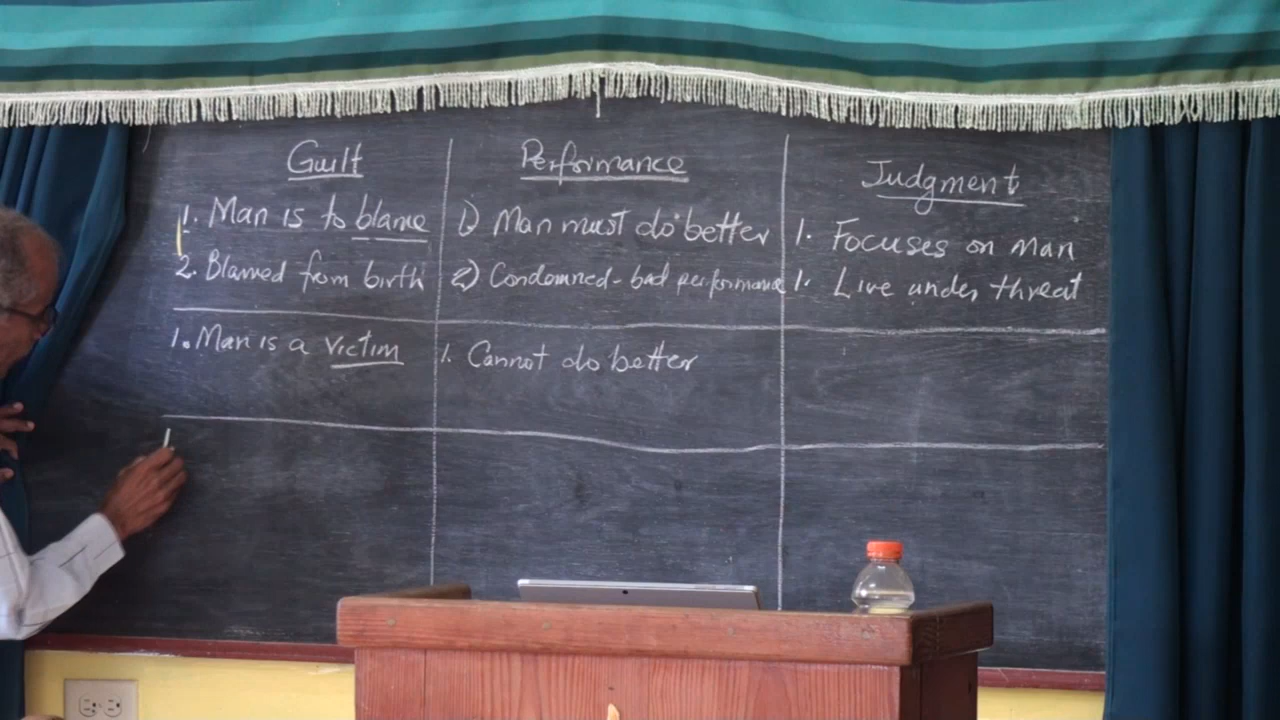 Guilt
Performance
Judgment
1. Man is to blame
1) Man must do better
1. Focuses on man
2. Blamed from birth
2) Condemned - bad performance
1. Live under threat
1. Man is a victim
1. Cannot do better